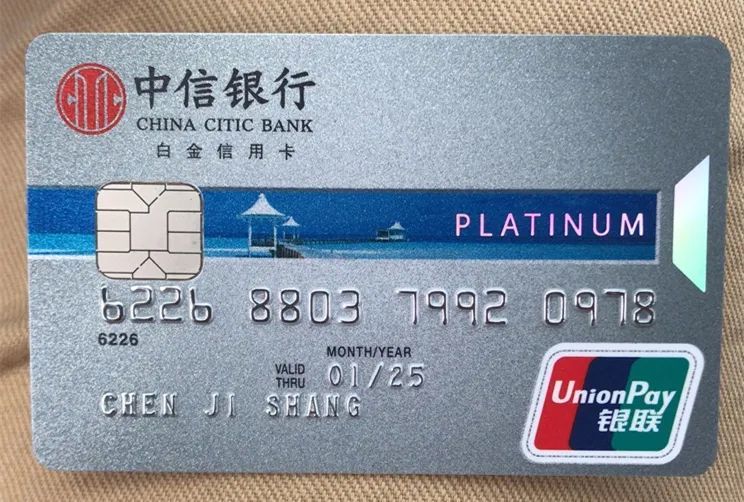 中信银行
CHINA CITIC BANK
白金信用卡
PLATINUM
6226 8803 7992 0978
6226
MONTH/YEAR
VALID THRU 01/25
CHEN JI SHANG
UnionPay
银联